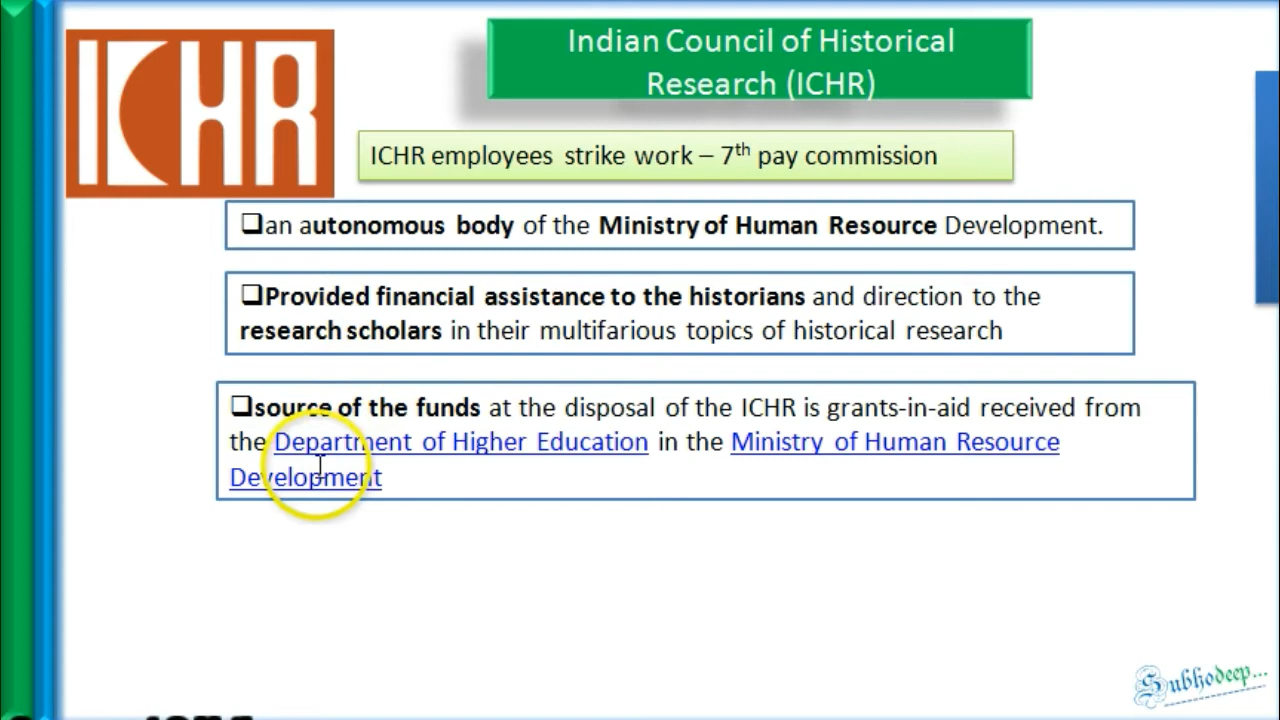 ICHR
Indian Council of Historical
Research (ICHR)
ICHR employees strike work – 7th pay commission
❑an autonomous body of the Ministry of Human Resource Development.
❑Provided financial assistance to the historians and direction to the
research scholars in their multifarious topics of historical research
❑source of the funds at the disposal of the ICHR is grants-in-aid received from
the Department of Higher Education in the Ministry of Human Resource
Development
Subhodeep...